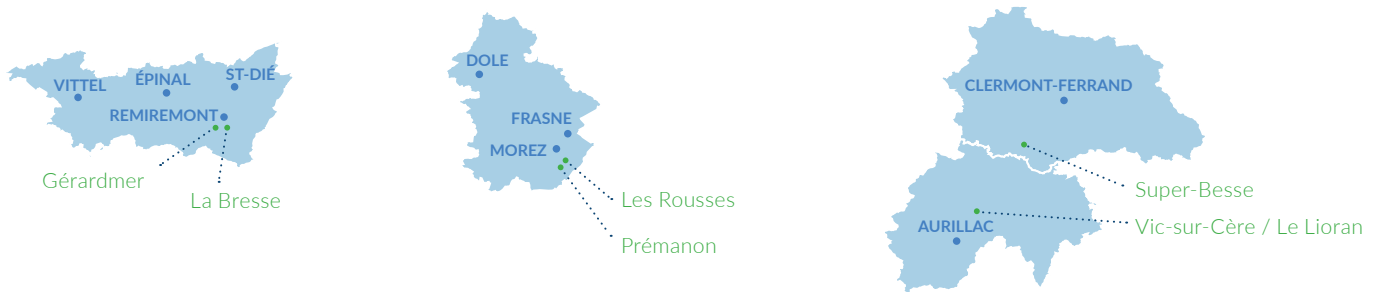 VITTEL
ÉPINAL
ST-DIÉ
REMIREMONT
Gérardmer
La Bresse
DOLE
FRASNE
MOREZ
Les Rousses
Prémanon
CLERMONT-FERRAND
Super-Besse
Vic-sur-Cère / Le Lioran
AURILLAC